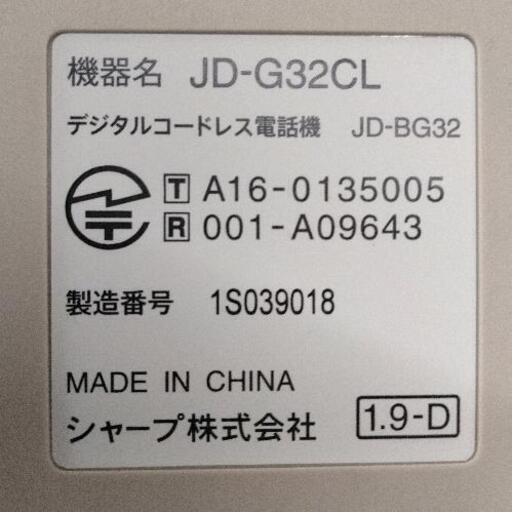 機器名 JD-G32CL
デジタルコードレス電話機 JD-BG32
T A16-0135005
R 001-A09643
製造番号 1S039018
MADE IN CHINA
シャープ株式会社 1.9-D